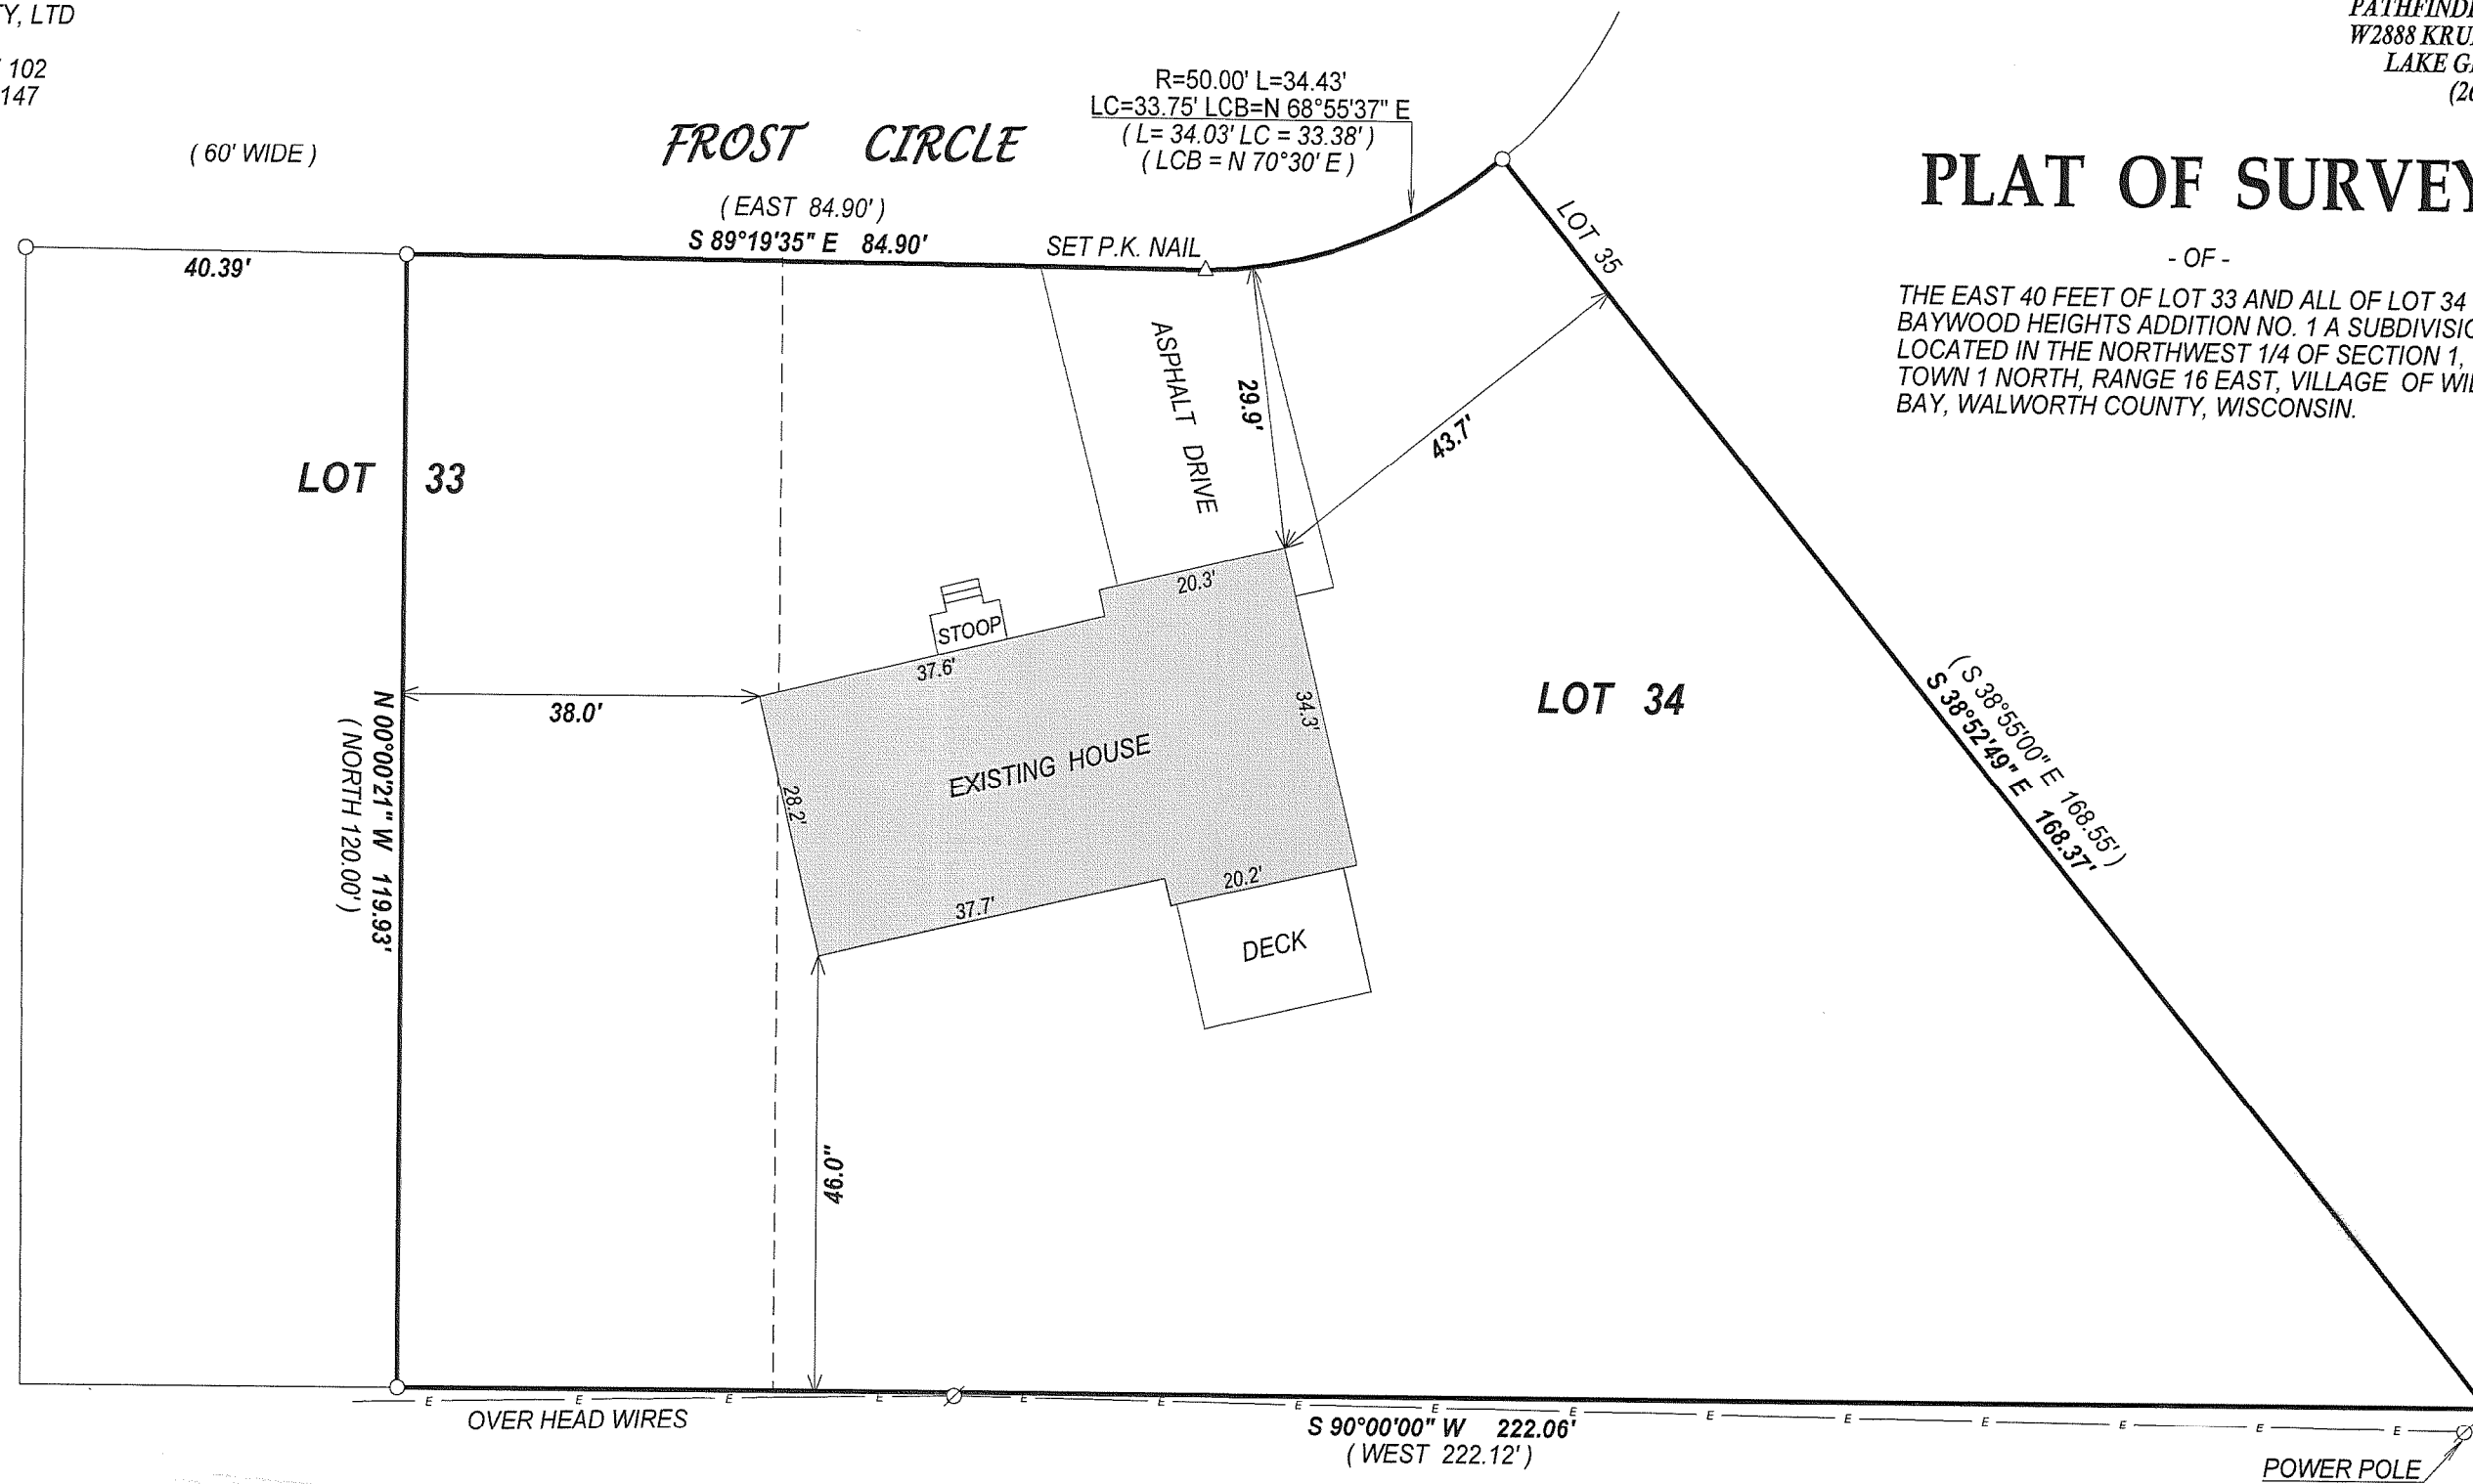 Y, LTD
102
147
PATHFIND
W2888 KRU
LAKE G
(2
( 60' WIDE )
FROST CIRCLE
R=50.00' L=34.43'
LC=33.75' LCB=N 68°55'37" E
( L= 34.03' LC = 33.38' )
( LCB = N 70°30' E )
PLAT OF SURVEY
- OF -
THE EAST 40 FEET OF LOT 33 AND ALL OF LOT 34
BAYWOOD HEIGHTS ADDITION NO. 1 A SUBDIVISI
LOCATED IN THE NORTHWEST 1/4 OF SECTION 1,
TOWN 1 NORTH, RANGE 16 EAST, VILLAGE OF WI
BAY, WALWORTH COUNTY, WISCONSIN.
( EAST 84.90' )
S 89°19'35" E 84.90'
SET P.K. NAIL
40.39'
LOT 35
ASPHALT DRIVE
29.9'
43.7'
LOT 33
20.3'
STOOP
37.6'
38.0'
34.3'
LOT 34
N 00°00'21" W 119.93'
( NORTH 120.00' )
EXISTING HOUSE
28.2'
( S 38°55'00" E 168.55' )
S 38°52'49" E 168.37'
20.2'
37.7'
DECK
46.0"
E E E E E E E E E E E E E E E
OVER HEAD WIRES
S 90°00'00" W 222.06'
( WEST 222.12' )
POWER POLE